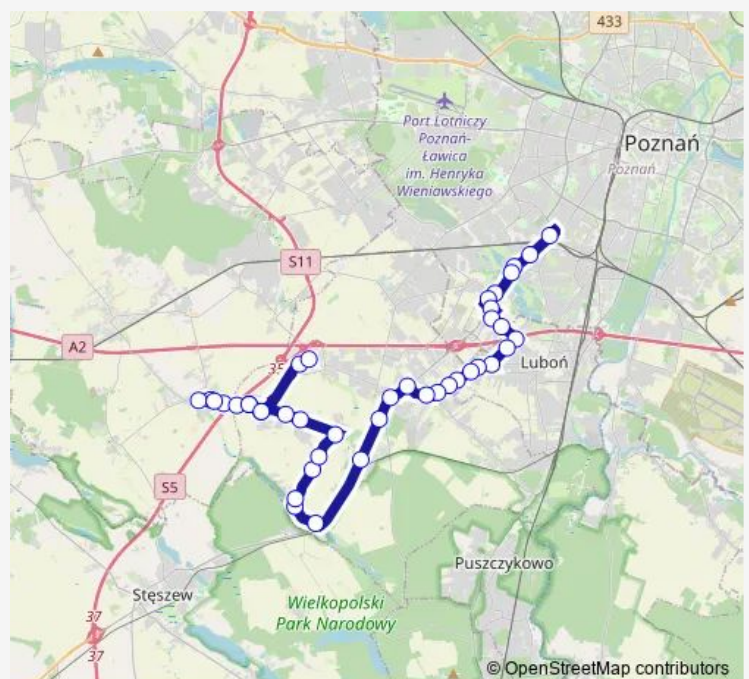 433
Port Lotniczy
Poznań-
Ławica
im. Henryka
Wieniawskiego
Poznań
Poznań
S11
A2
35
Luboń
S5
Puszczykowo
Stęszew
Wielkopolski
Park Narodowy
37
37
© OpenStreetMap contributors